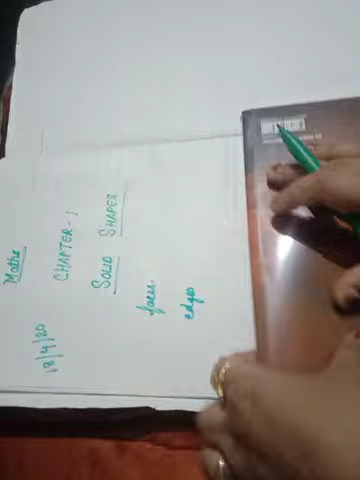 Maths
18/4/20
CHAPTER-1
SOLID SHAPES
faces.
edges